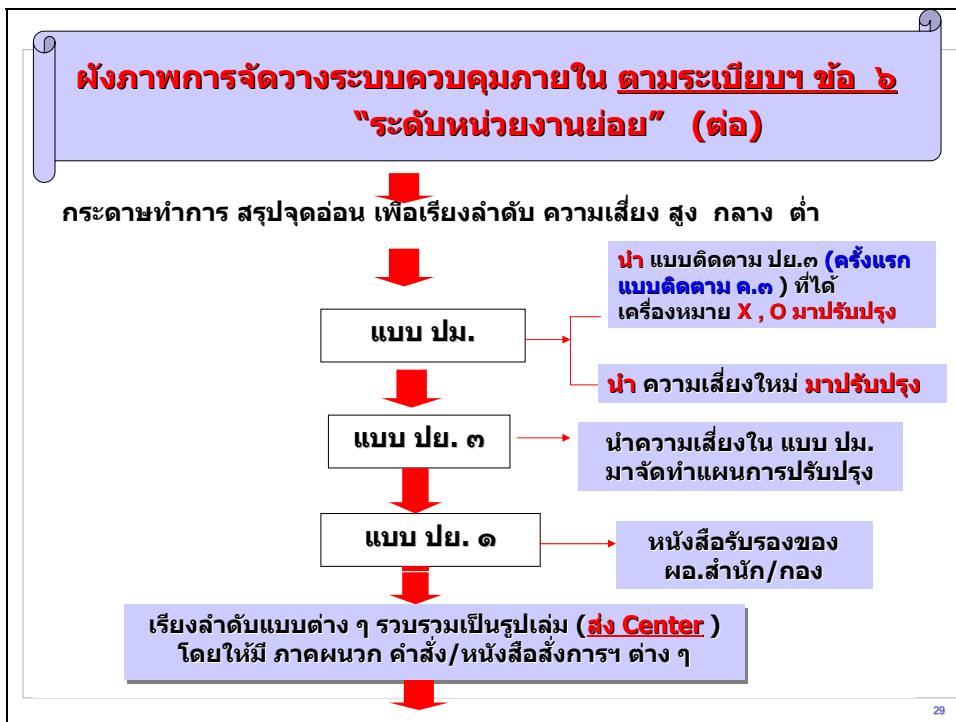 ผังภาพการจัดวางระบบควบคุมภายใน ตามระเบียบฯ ข้อ ๖
“ระดับหน่วยงานย่อย” (ต่อ)
กระดาษทำการ สรุปจุดอ่อน เพื่อเรียงลำดับ ความเสี่ยง สูง กลาง ต่ำ
นำ แบบติดตาม ปย.๓ (ครั้งแรก
แบบติดตาม ค.๓ ) ที่ได้
เครื่องหมาย X , O มาปรับปรุง
แบบ ปม.
นำ ความเสี่ยงใหม่ มาปรับปรุง
แบบ ปย. ๓
นำความเสี่ยงใน แบบ ปม.
มาจัดทำแผนการปรับปรุง
แบบ ปย. ๑
หนังสือรับรองของ
ผอ.สำนัก/กอง
เรียงลำดับแบบต่าง ๆ รวบรวมเป็นรูปเล่ม (ส่ง Center )
โดยให้มี ภาคผนวก คำสั่ง/หนังสือสั่งการฯ ต่าง ๆ
29